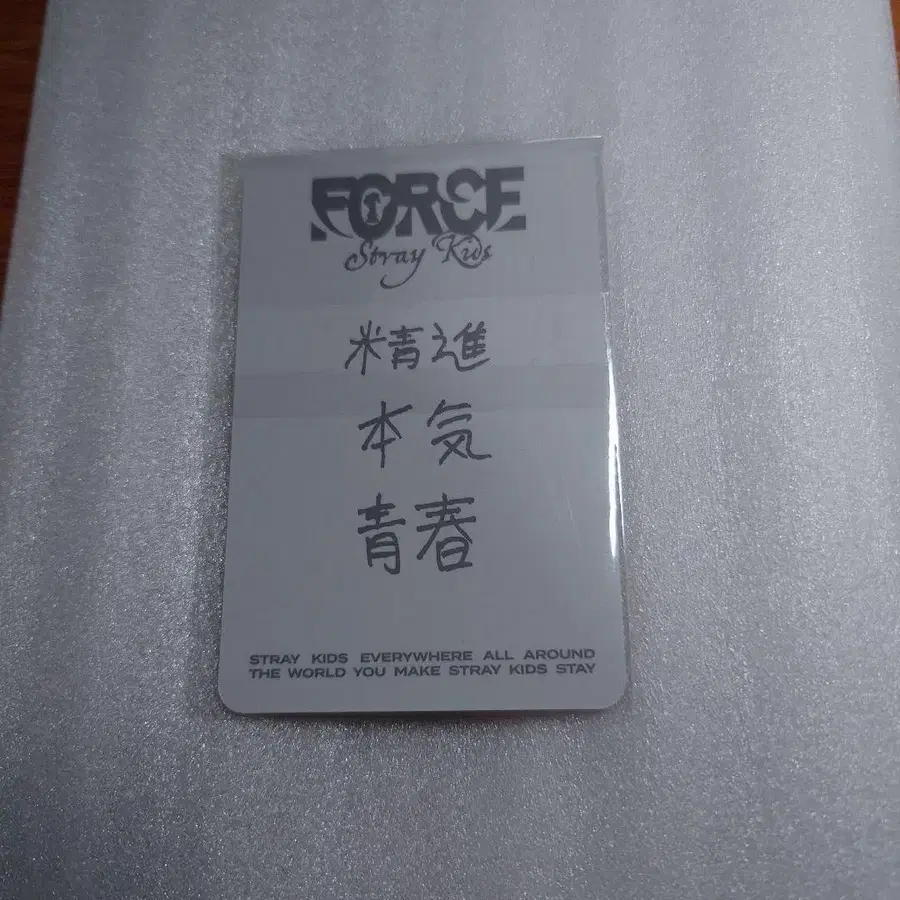 FORCE
Stray Kids
精進
本気
青春
STRAY KIDS EVERYWHERE ALL AROUND
THE WORLD YOU MAKE STRAY KIDS STAY